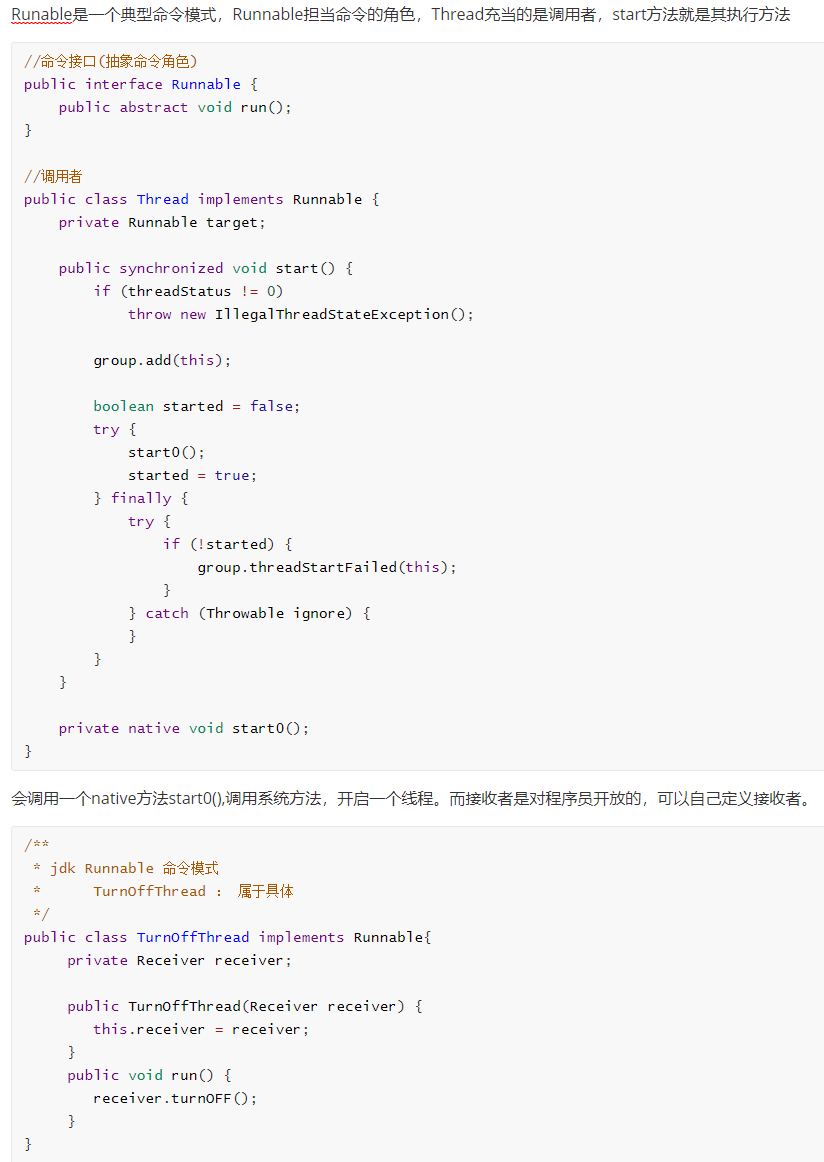 Runable是一个典型命令模式，Runnable担当命令的角色，Thread充当的是调用者，start方法就是其执行方法
//命令接口(抽象命令角色)
public interface Runnable {
    public abstract void run();
}

//调用者
public class Thread implements Runnable {
    private Runnable target;

    public synchronized void start() {
        if (threadStatus != 0)
            throw new IllegalThreadStateException();

        group.add(this);

        boolean started = false;
        try {
            start0();
            started = true;
        } finally {
            try {
                if (!started) {
                    group.threadStartFailed(this);
                }
            } catch (Throwable ignore) {
            }
        }
    }

    private native void start0();
}
会调用一个native方法start0(),调用系统方法，开启一个线程。而接收者是对程序员开放的，可以自己定义接收者。
/**
 * jdk Runnable 命令模式
 *      TurnOffThread ： 属于具体
 */
public class TurnOffThread implements Runnable{
     private Receiver receiver;

     public TurnOffThread(Receiver receiver) {
        this.receiver = receiver;
     }
     public void run() {
        receiver.turnOFF();
     }
}